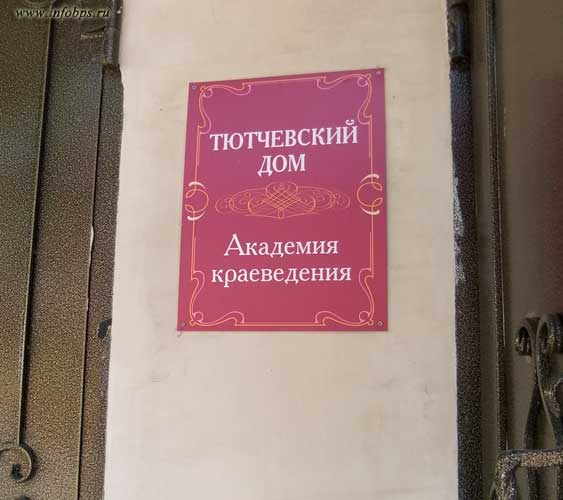 www.infobps.ru
ТЮТЧЕВСКИЙ
ДОМ
Академия
краеведения